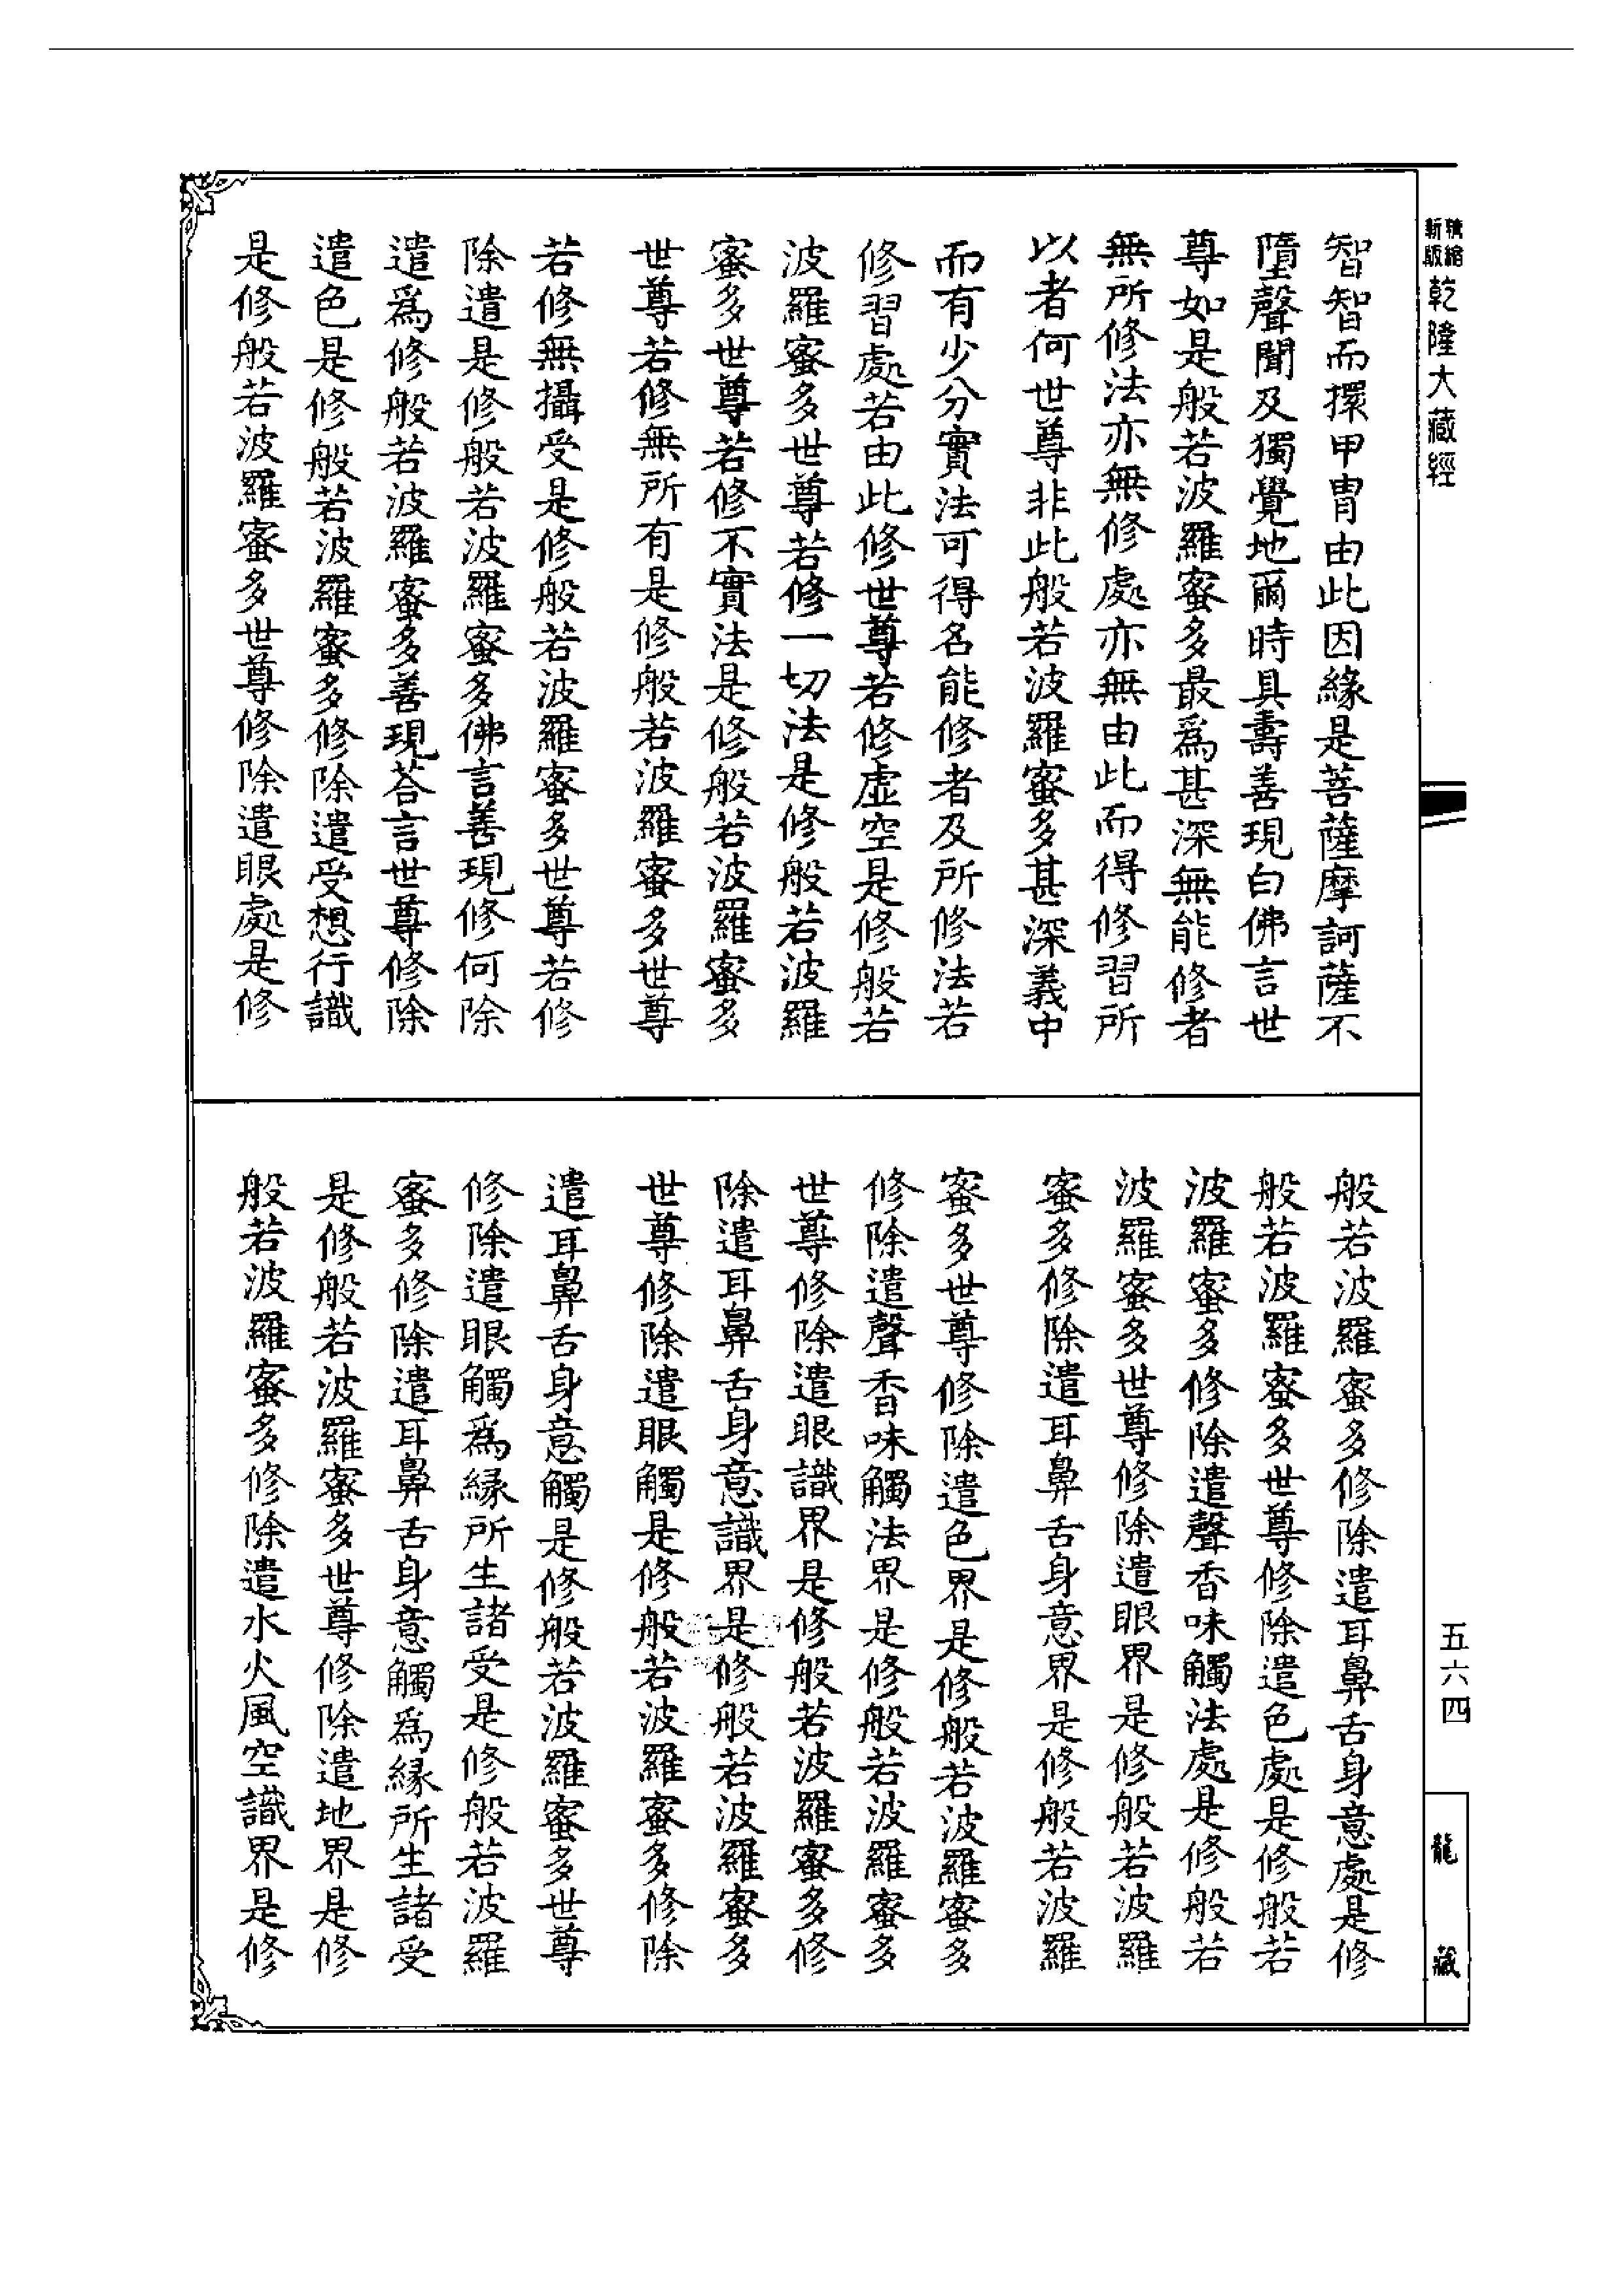 精縮
新版
乾隆大藏經
智智而擐甲冑由此因緣是菩薩摩訶薩不
墮聲聞及獨覺地爾時具壽善現白佛言世
尊如是般若波羅蜜多最爲甚深無能修者
無所修法亦無修處亦無由此而得修習所
以者何世尊非此般若波羅蜜多甚深義中
而有少分實法可得名能修者及所修法若
修習處若由此修世尊若修虛空是修般若
波羅蜜多世尊若修一切法是修般若波羅
蜜多世尊若修不實法是修般若波羅蜜多
世尊若修無所有是修般若波羅蜜多世尊
若修無攝受是修般若波羅蜜多世尊若修
除遣是修般若波羅蜜多佛言善現修何除
遣爲修般若波羅蜜多善現荅言世尊修除
遣色是修般若波羅蜜多修除遣受想行識
是修般若波羅蜜多世尊修除遣眼處是修
般若波羅蜜多修除遣耳鼻舌身意處是修
般若波羅蜜多世尊修除遣色處是修般若
波羅蜜多修除遣聲香味觸法處是修般若
波羅蜜多世尊修除遣眼界是修般若波羅
蜜多修除遣耳鼻舌身意界是修般若波羅
蜜多世尊修除遣色界是修般若波羅蜜多
修除遣聲香味觸法界是修般若波羅蜜多
世尊修除遣眼識界是修般若波羅蜜多修
除遣耳鼻舌身意識界是修般若波羅蜜多
世尊修除遣眼觸是修般若波羅蜜多修除
遣耳鼻舌身意觸是修般若波羅蜜多世尊
修除遣眼觸爲緣所生諸受是修般若波羅
蜜多修除遣耳鼻舌身意觸爲緣所生諸受
是修般若波羅蜜多世尊修除遣地界是修
般若波羅蜜多修除遣水火風空識界是修
五六四
龍藏